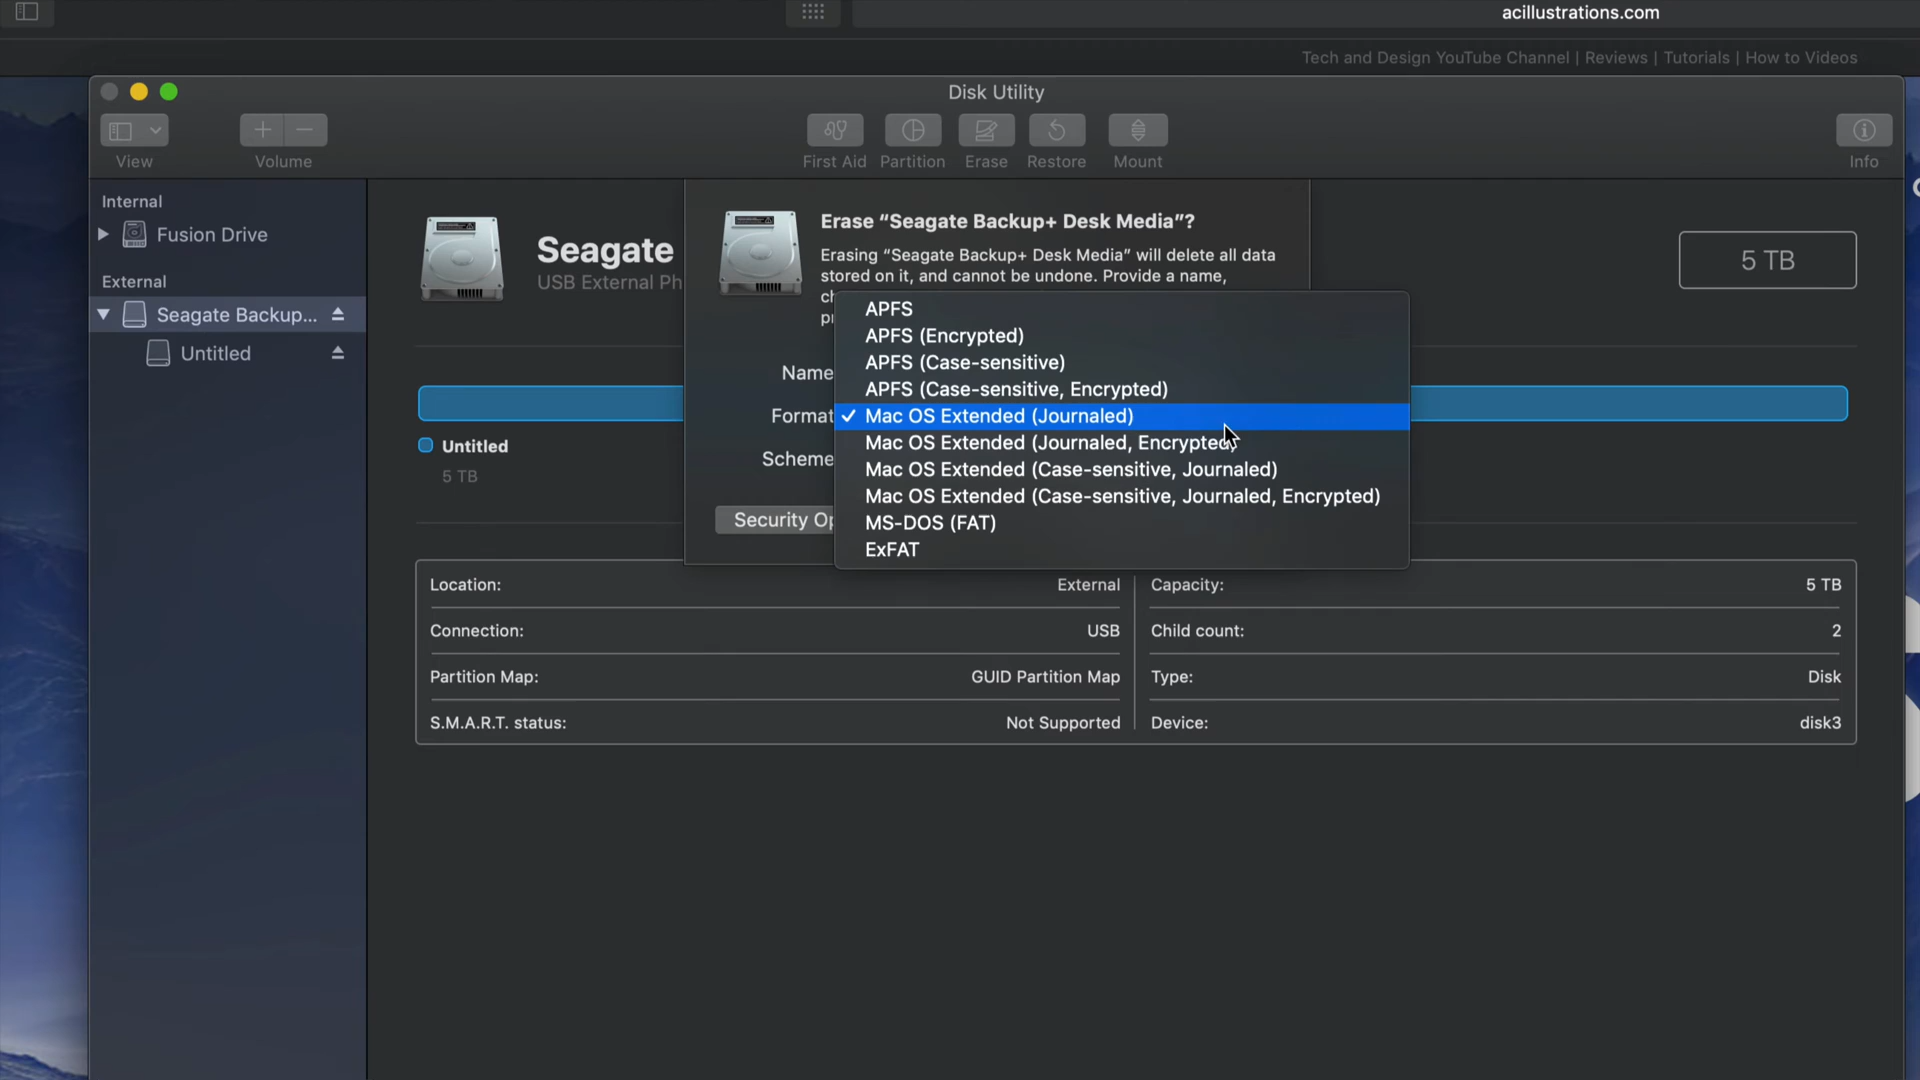 acillustrations.com
Tech and Design YouTube Channel | Reviews | Tutorials | How to Videos
Disk Utility
View
Volume
First Aid
Partition
Erase
Restore
Mount
Info
Internal
Fusion Drive
External
Seagate Backup...
Untitled
Seagate
USB External Ph
5 TB
Erase “Seagate Backup+ Desk Media”?
Erasing “Seagate Backup+ Desk Media” will delete all data
stored on it, and cannot be undone. Provide a name,
Name
Format
Scheme
Security Op
APFS
APFS (Encrypted)
APFS (Case-sensitive)
APFS (Case-sensitive, Encrypted)
✓ Mac OS Extended (Journaled)
Mac OS Extended (Journaled, Encrypted)
Mac OS Extended (Case-sensitive, Journaled)
Mac OS Extended (Case-sensitive, Journaled, Encrypted)
MS-DOS (FAT)
ExFAT
Untitled
5 TB
Location: External
Capacity: 5 TB
Connection: USB
Child count: 2
Partition Map: GUID Partition Map
Type: Disk
S.M.A.R.T. status: Not Supported
Device: disk3